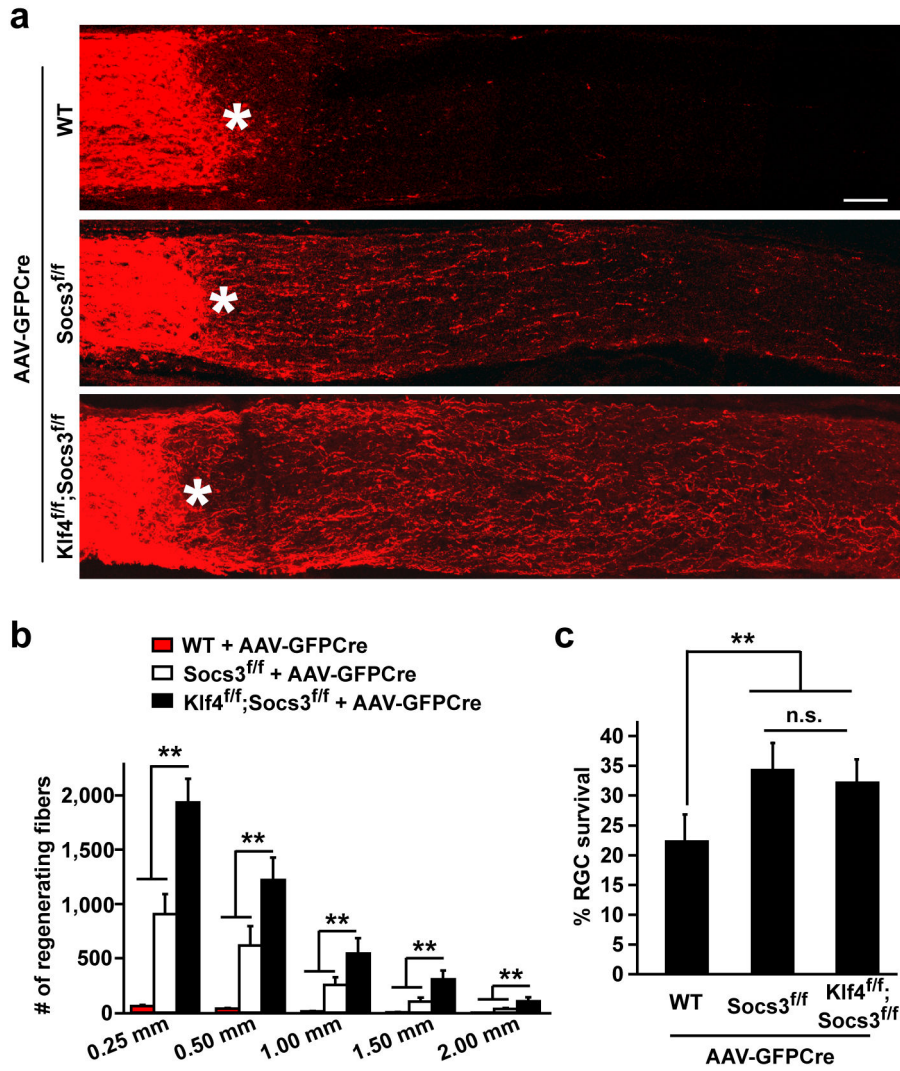 a
AAV-GFPCre
WT
*
Socs3f/f
*
Klf4f/f;Socs3f/f
*
b
WT + AAV-GFPCre
Socs3f/f + AAV-GFPCre
Klf4f/f;Socs3f/f + AAV-GFPCre
# of regenerating fibers
2,000
1,500
1,000
500
0
** ** ** ** **
0.25 mm 0.50 mm 1.00 mm 1.50 mm 2.00 mm
c
**
n.s.
% RGC survival
40
35
30
25
20
15
10
5
0
WT Socs3f/f Klf4f/f;
Socs3f/f
AAV-GFPCre